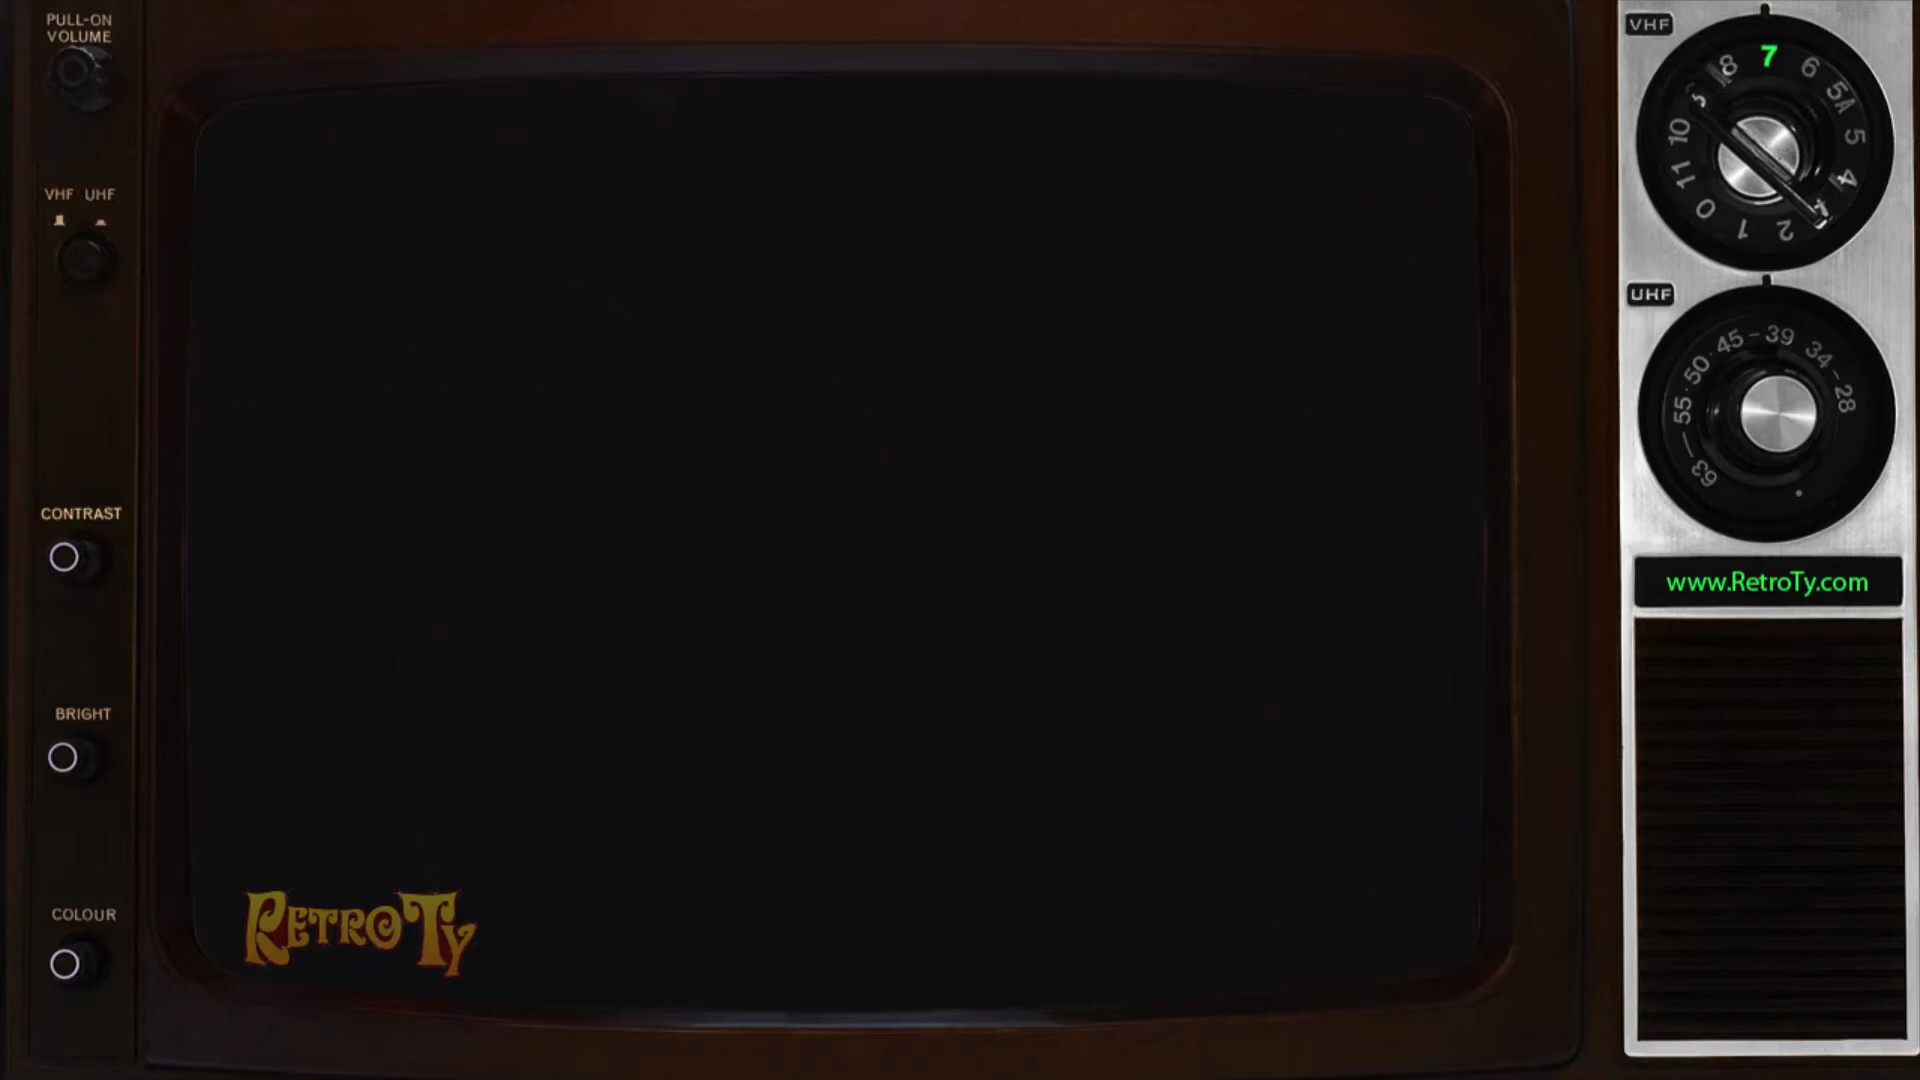 PULL-ON
VOLUME
VHF UHF
CONTRAST
BRIGHT
COLOUR
RETROTY
VHF
7
6
5A
5
4
2
1
0
11
10
8
UHF
63
55
50
45
39
34
28
www.RetroTy.com